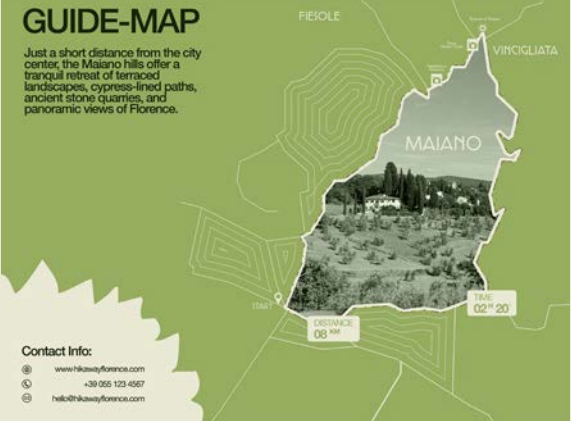 GUIDE-MAP
Just a short distance from the city
center, the Maiano hills offer a
tranquil retreat of terraced
landscapes, cypress-lined paths,
ancient stone quarries, and
panoramic views of Florence.
FIESOLE
VINCIGLIATA
MAIANO
START
TIME
02 H 20'
DISTANCE
08 KM
Contact Info:
www.hikawayflorence.com
+39 055 123 4567
hello@hikawayflorence.com